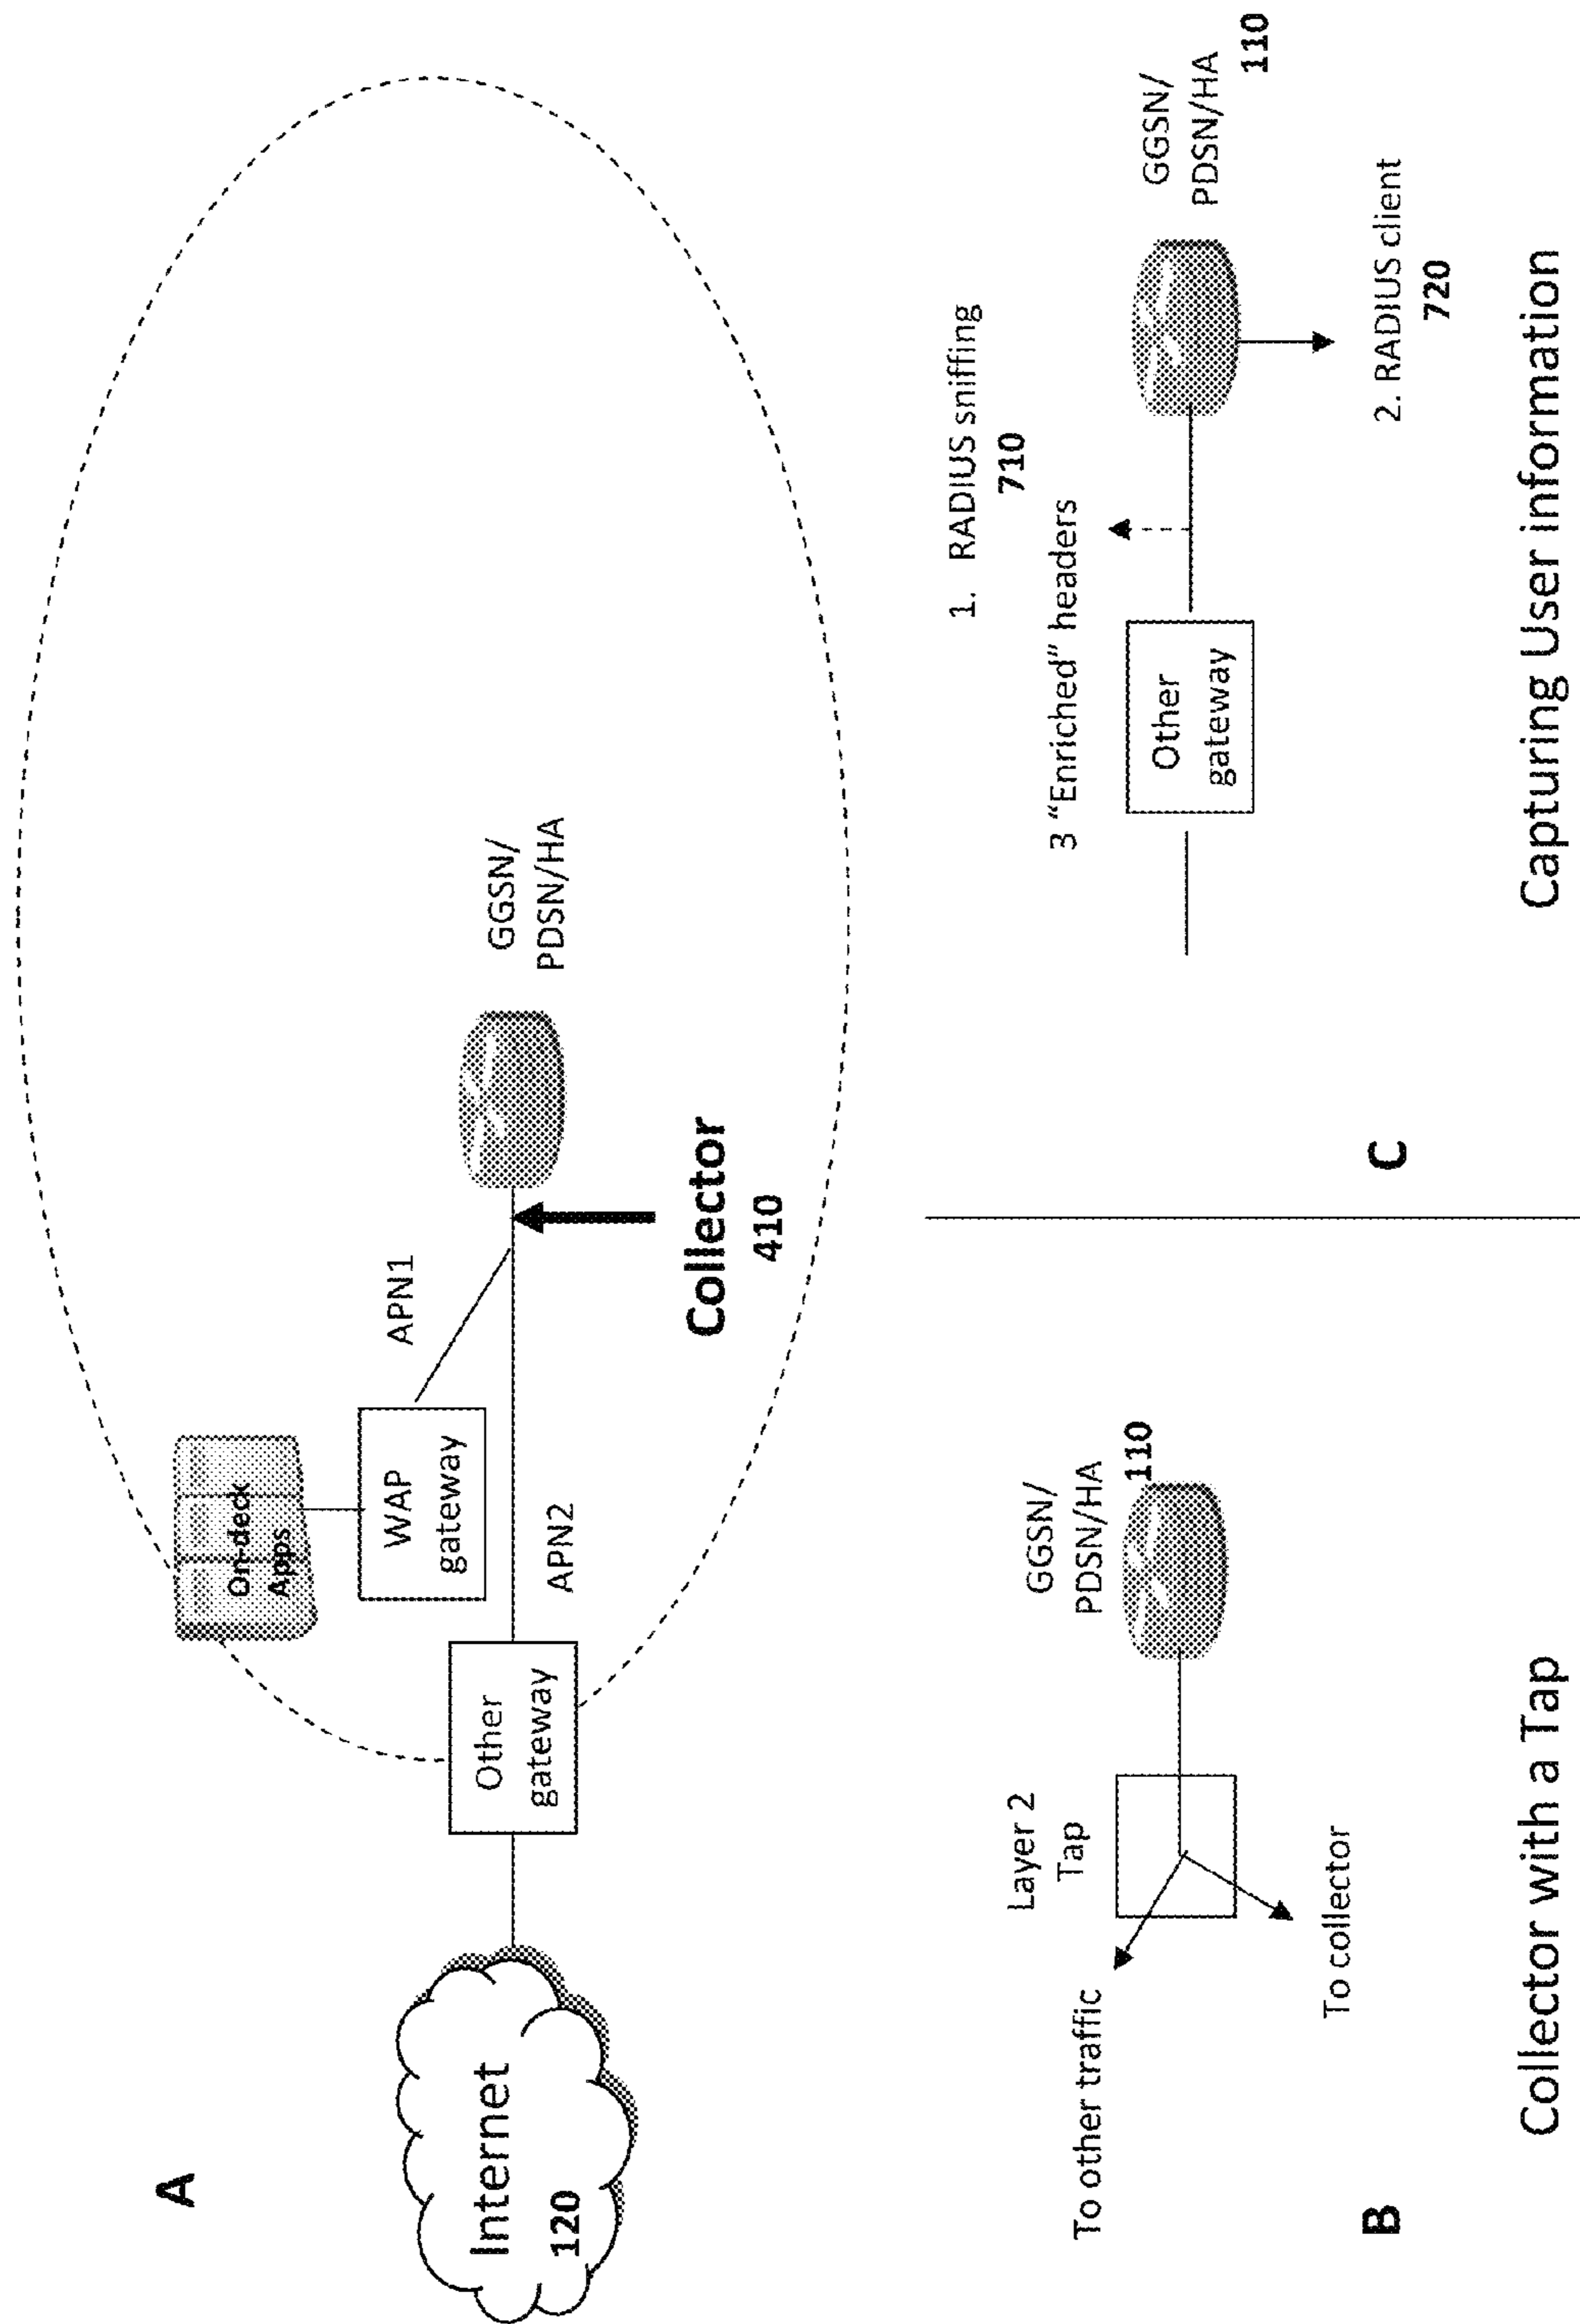 A
On-deck
Apps
WAP
gateway
APN1
GGSN/
PDSN/HA
Internet
120
Other
gateway
APN2
Collector
410
B
To other traffic
Layer 2
Tap
GGSN/
PDSN/HA
110
To collector
Collector with a Tap
C
1. RADIUS sniffing
710
3 “Enriched” headers
Other
gateway
GGSN/
PDSN/HA
110
2. RADIUS client
720
Capturing User information